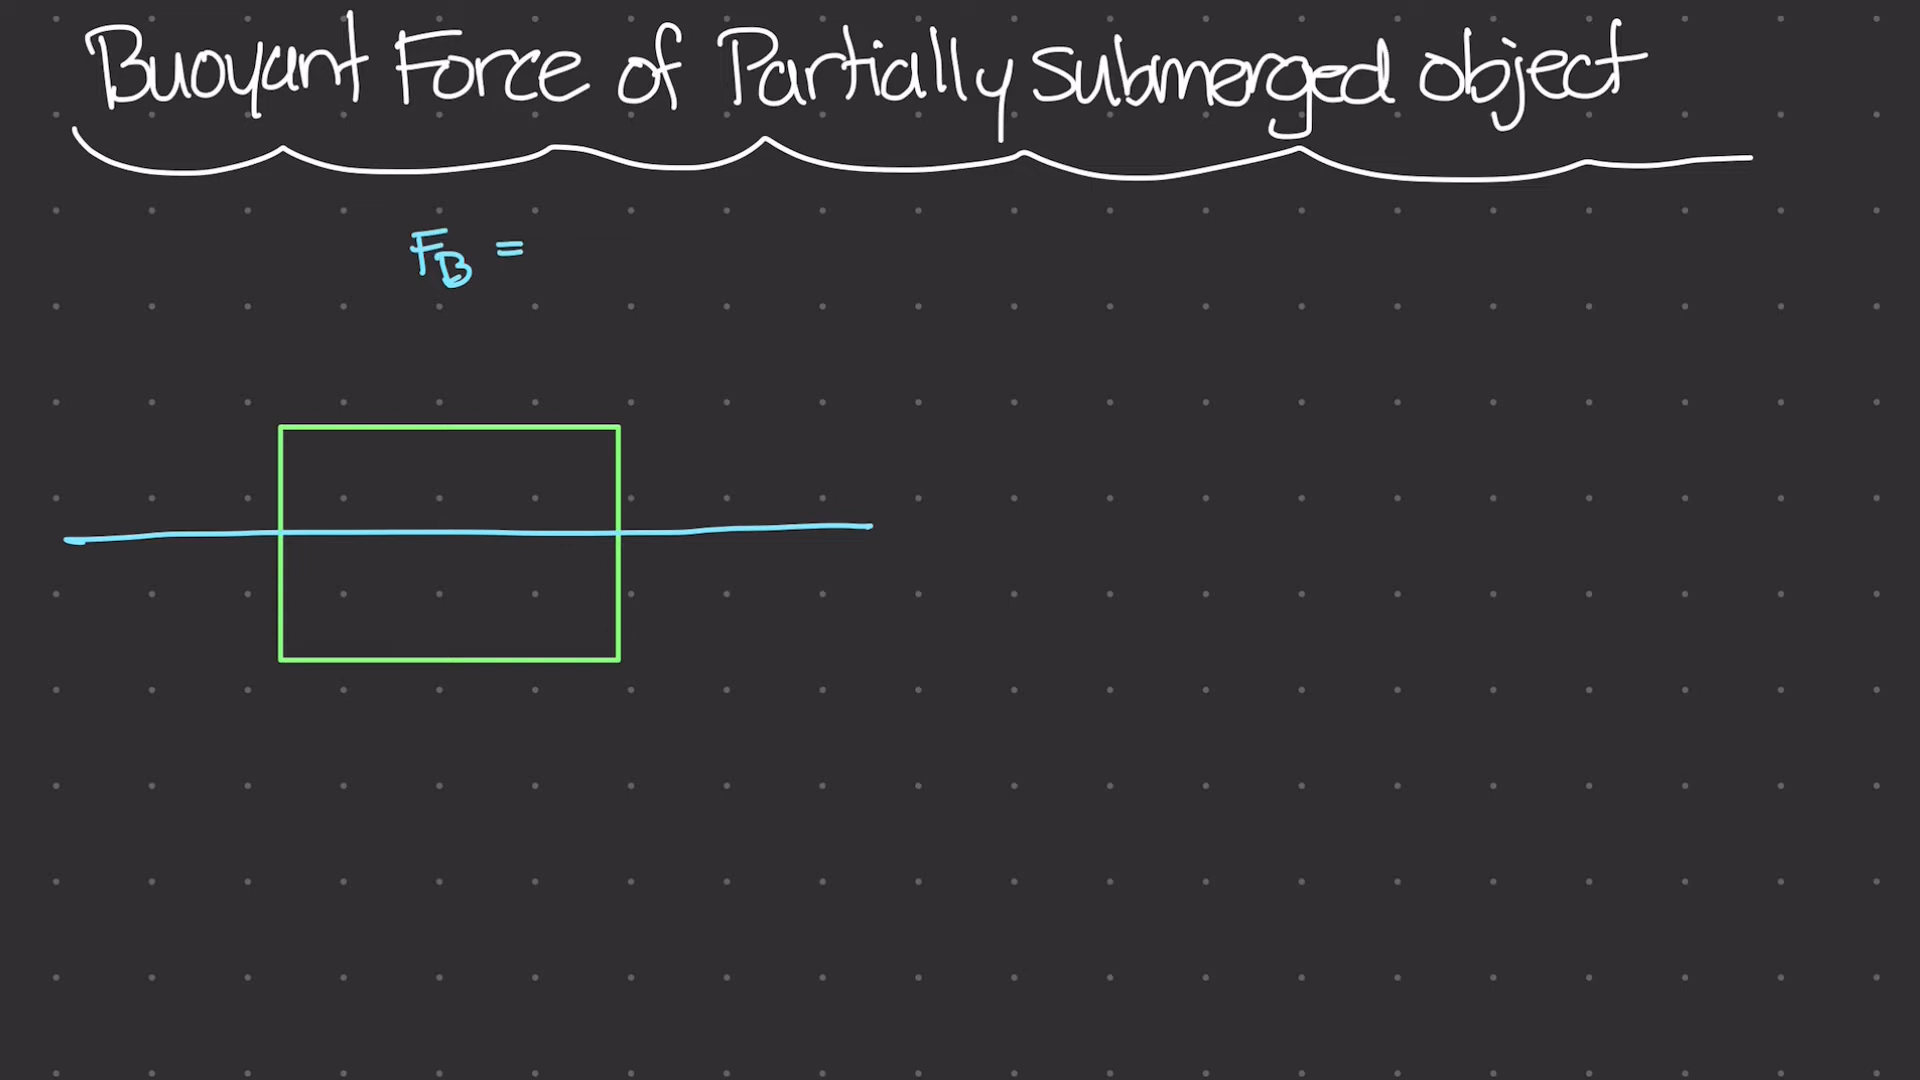 Buoyant Force of Partially submerged object
F_B =